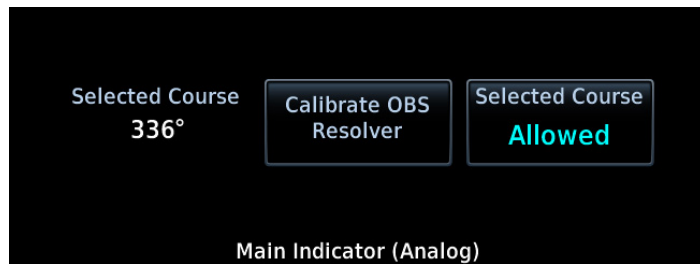 Selected Course
336°
Calibrate OBS
Resolver
Selected Course
Allowed
Main Indicator (Analog)